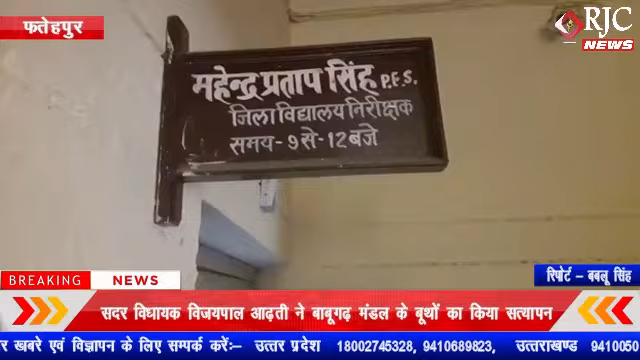 फतेहपुर
RJC
NEWS
महेन्द्र प्रताप सिंह P.E.S.
जिला विद्यालय निरीक्षक
समय-9 से-12 बजे
रिपोर्ट – बबलू सिंह
BREAKING NEWS
सदर विधायक विजयपाल आढ़ती ने बाबूगढ़ मंडल के बूथों का किया सत्यापन
र खबरे एवं विज्ञापन के लिए सम्पर्क करेंः– उत्तर प्रदेश 18002745328, 9410689823, उत्तराखण्ड 9410050